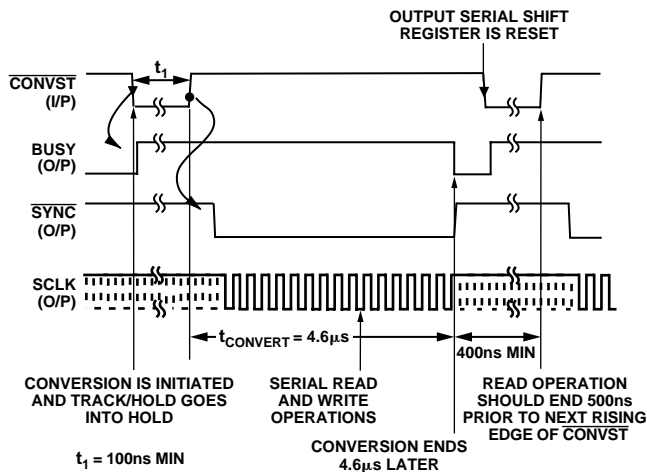 OUTPUT SERIAL SHIFT
REGISTER IS RESET
t1
CONVST
(I/P)
BUSY
(O/P)
SYNC
(O/P)
SCLK
(O/P)
tCONVERT = 4.6μs
400ns MIN
CONVERSION IS INITIATED
AND TRACK/HOLD GOES
INTO HOLD
SERIAL READ
AND WRITE
OPERATIONS
READ OPERATION
SHOULD END 500ns
PRIOR TO NEXT RISING
EDGE OF CONVST
t1 = 100ns MIN
CONVERSION ENDS
4.6μs LATER